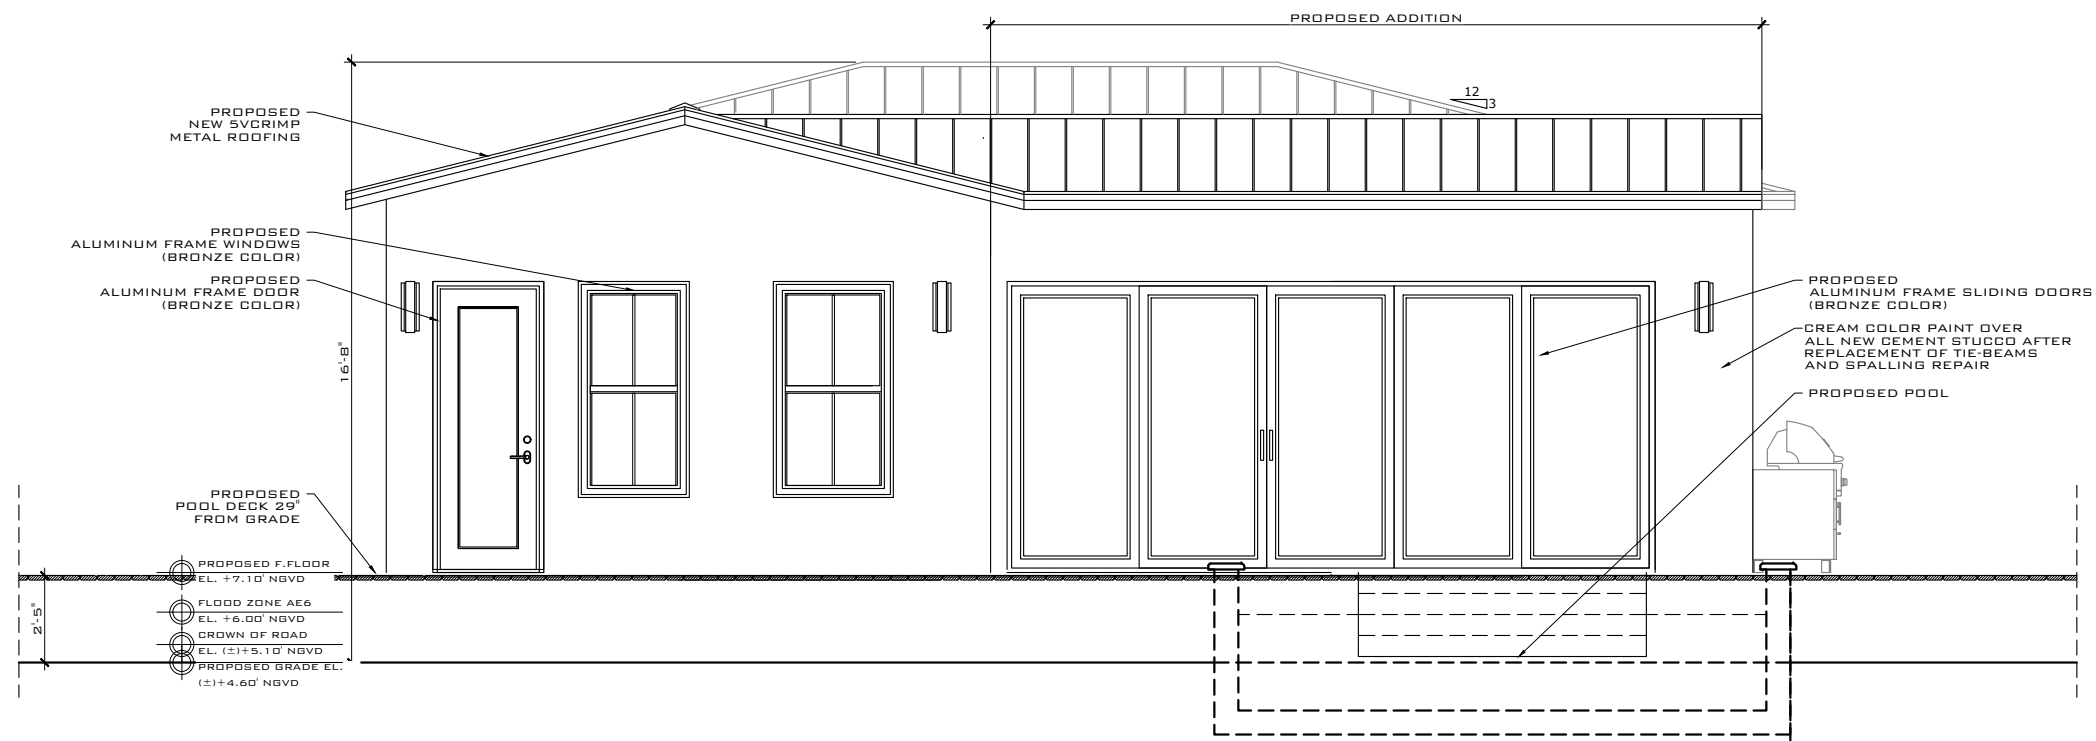 PROPOSED ADDITION
12
3
PROPOSED
NEW 5VCRIMP
METAL ROOFING
PROPOSED
ALUMINUM FRAME WINDOWS
(BRONZE COLOR)
PROPOSED
ALUMINUM FRAME DOOR
(BRONZE COLOR)
16'-8"
PROPOSED
ALUMINUM FRAME SLIDING DOORS
(BRONZE COLOR)
CREAM COLOR PAINT OVER
ALL NEW CEMENT STUCCO AFTER
REPLACEMENT OF TIE-BEAMS
AND SPALLING REPAIR
PROPOSED POOL
PROPOSED
POOL DECK 29"
FROM GRADE
PROPOSED F.FLOOR
EL. +7.10' NGVD
FLOOD ZONE AE6
EL. +6.00' NGVD
CROWN OF ROAD
EL. (±)+5.10' NGVD
PROPOSED GRADE EL.
(±)+4.60' NGVD
2'-5"